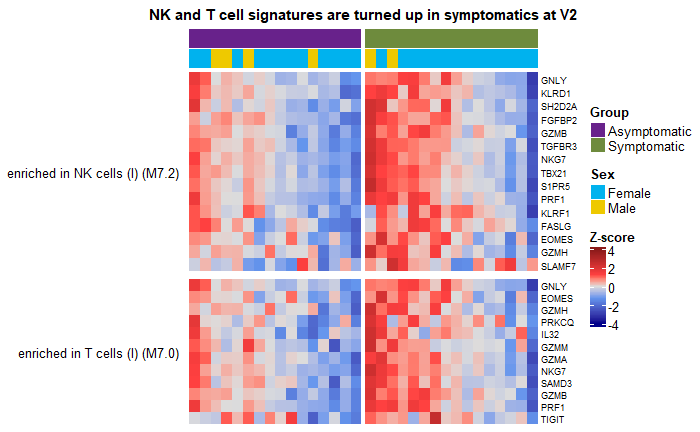 NK and T cell signatures are turned up in symptomatics at V2
enriched in NK cells (I) (M7.2)
GNLY
KLRD1
SH2D2A
FGFBP2
GZMB
TGFBR3
NKG7
TBX21
S1PR5
PRF1
KLRF1
FASLG
EOMES
GZMH
SLAMF7
enriched in T cells (I) (M7.0)
GNLY
EOMES
GZMH
PRKCQ
IL32
GZMM
GZMA
NKG7
SAMD3
GZMB
PRF1
TIGIT
Group
Asymptomatic
Symptomatic
Sex
Female
Male
Z-score
4
2
0
-2
-4